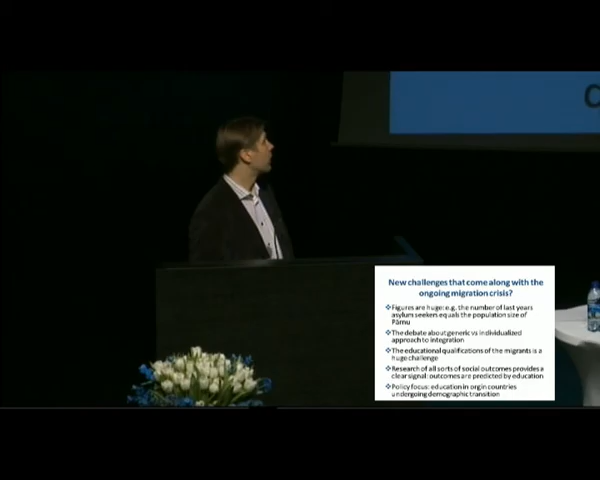 C
New challenges that come along with the
ongoing migration crisis?
❖Figures are huge: e.g. the number of last years
asylum seekers equals the population size of
Pärnu
❖The debate about generic vs individualized
approach to integration
❖The educational qualifications of the migrants is a
huge challenge
❖Research of all sorts of social outcomes provides a
clear signal: outcomes are predicted by education
❖Policy focus: education in orgin countries
undergoing demographic transition